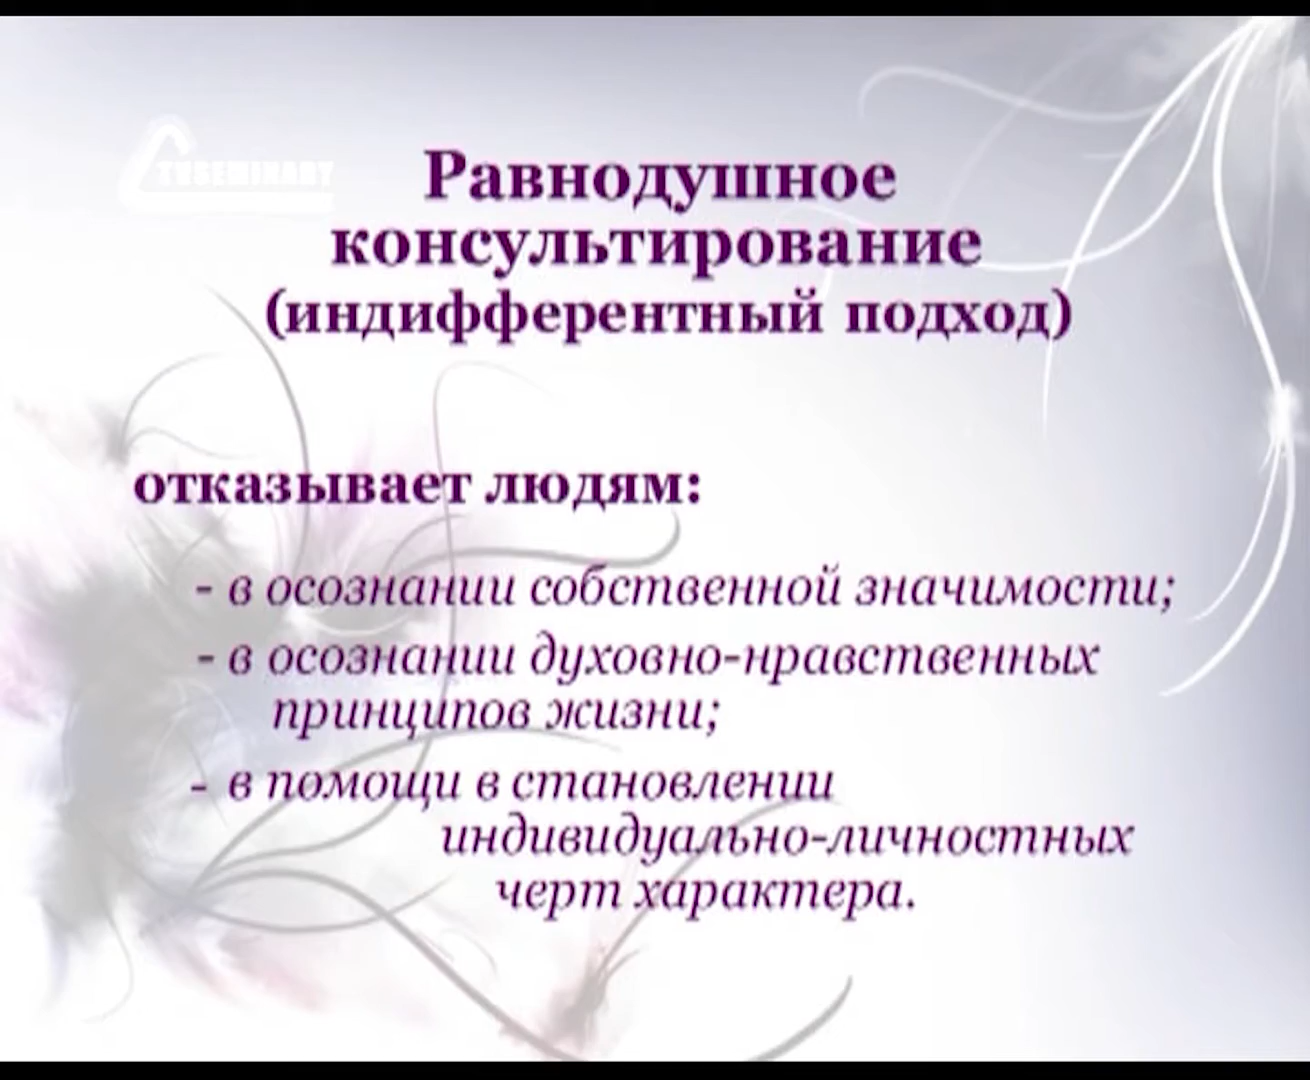 TVSEMINARY
Равнодушное
консультирование
(индифферентный подход)
отказывает людям:
- в осознании собственной значимости;
- в осознании духовно-нравственных
принципов жизни;
- в помощи в становлении
индивидуально-личностных
черт характера.